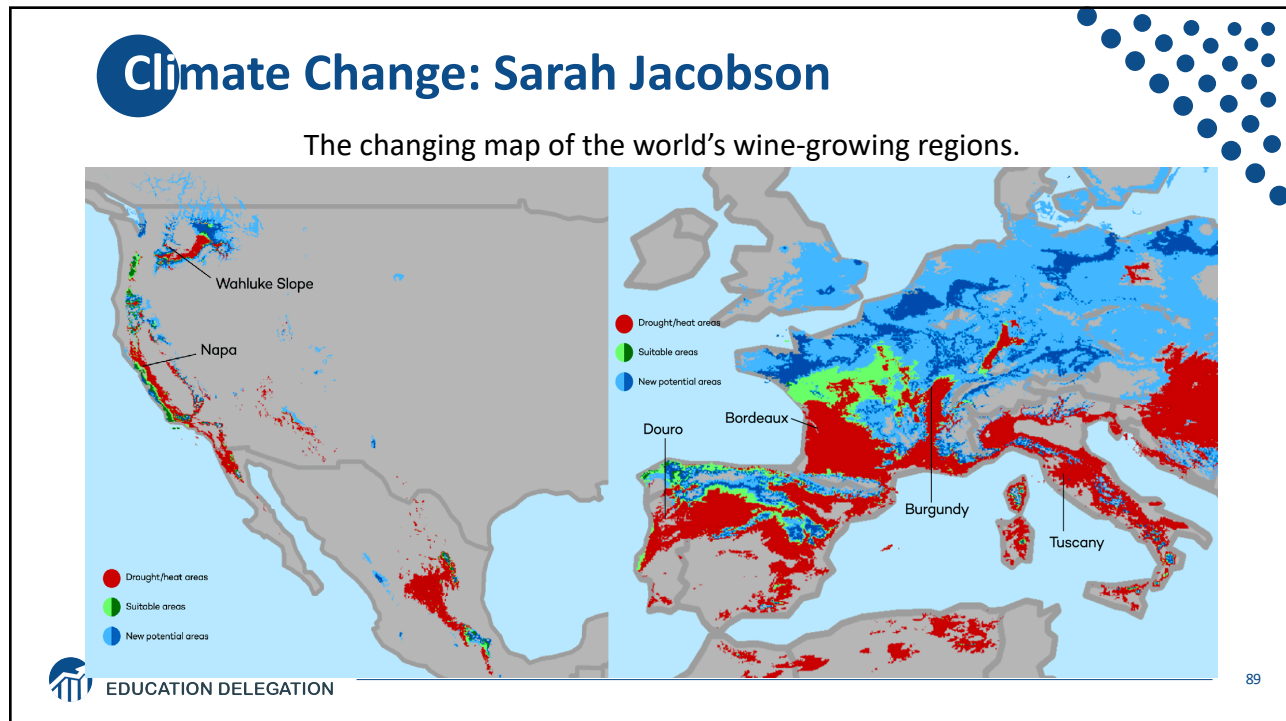 Climate Change: Sarah Jacobson
The changing map of the world’s wine-growing regions.
Wahluke Slope
Napa
Drought/heat areas
Suitable areas
New potential areas
Drought/heat areas
Suitable areas
New potential areas
Bordeaux
Douro
Burgundy
Tuscany
EDUCATION DELEGATION
89